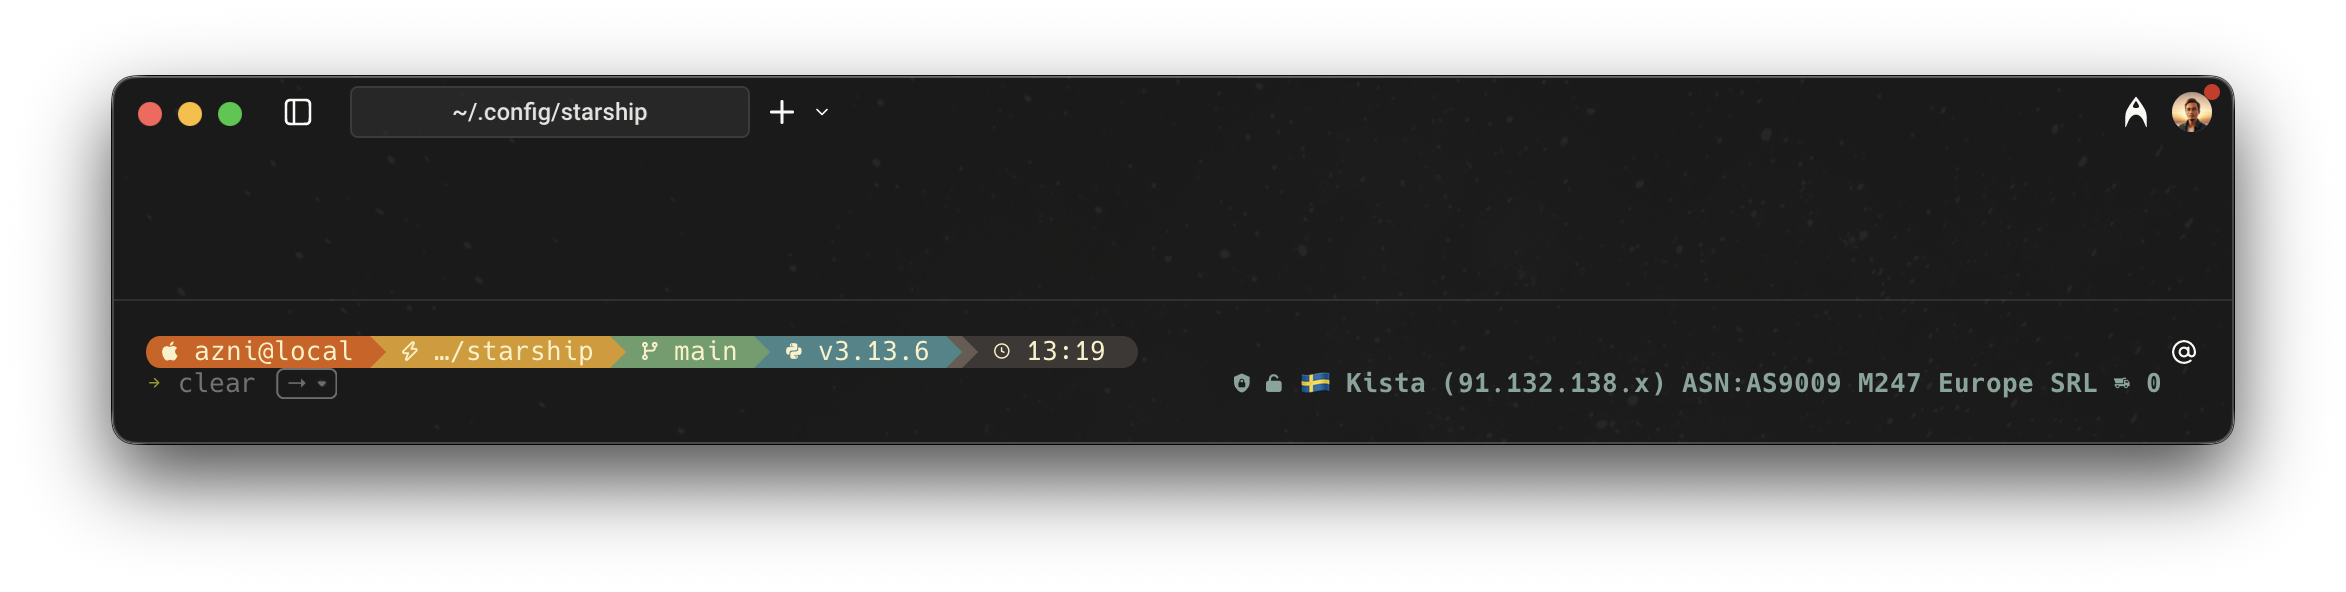 ~/.config/starship
azni@local …/starship main v3.13.6 13:19 @
clear Kista (91.132.138.x) ASN:AS9009 M247 Europe SRL 0